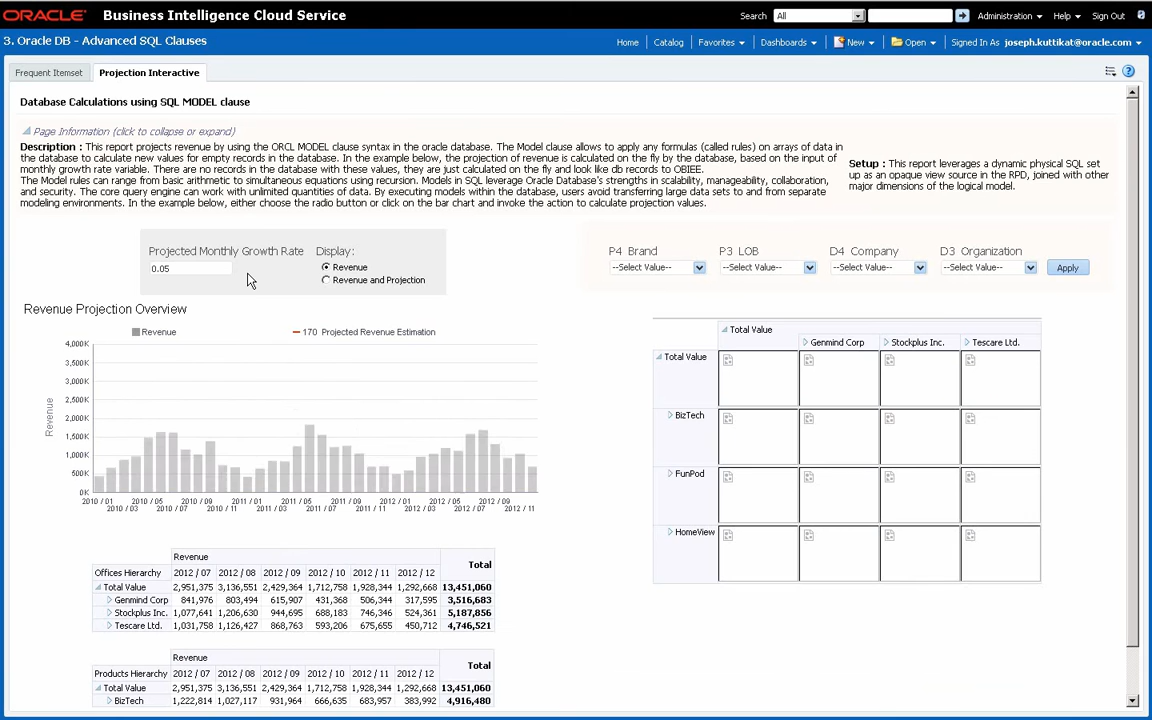 ORACLE Business Intelligence Cloud Service
Search All Administration Help Sign Out
3. Oracle DB - Advanced SQL Clauses
Home Catalog Favorites Dashboards New Open Signed In As joseph.kuttikat@oracle.com
Frequent Itemset Projection Interactive
Database Calculations using SQL MODEL clause
Page Information (click to collapse or expand)
Description : This report projects revenue by using the ORCL MODEL clause syntax in the oracle database. The Model clause allows to apply any formulas (called rules) on arrays of data in
the database to calculate new values for empty records in the database. In the example below, the projection of revenue is calculated on the fly by the database, based on the input of
monthly growth rate variable. There are no records in the database with these values, they are just calculated on the fly and look like db records to OBIEE.
The Model rules can range from basic arithmetic to simultaneous equations using recursion. Models in SQL leverage Oracle Database's strengths in scalability, manageability, collaboration,
and security. The core query engine can work with unlimited quantities of data. By executing models within the database, users avoid transferring large data sets to and from separate
modeling environments. In the example below, either choose the radio button or click on the bar chart and invoke the action to calculate projection values.
Setup : This report leverages a dynamic physical SQL set
up as an opaque view source in the RPD, joined with other
major dimensions of the logical model.
Projected Monthly Growth Rate Display:
0.05 Revenue
Revenue and Projection
P4 Brand P3 LOB D4 Company D3 Organization
--Select Value-- --Select Value-- --Select Value-- --Select Value-- Apply
Revenue Projection Overview
Revenue 170 Projected Revenue Estimation
4,000K
3,500K
3,000K
2,500K
2,000K
1,500K
1,000K
500K
0K
Revenue
2010 / 01 2010 / 05 2010 / 09 2011 / 01 2011 / 05 2011 / 09 2012 / 01 2012 / 05 2012 / 09
2010 / 03 2010 / 07 2010 / 11 2011 / 03 2011 / 07 2011 / 11 2012 / 03 2012 / 07 2012 / 11
Total Value
Genmind Corp Stockplus Inc. Tescare Ltd.
Total Value
BizTech
FunPod
HomeView
Revenue Total
Offices Hierarchy 2012 / 07 2012 / 08 2012 / 09 2012 / 10 2012 / 11 2012 / 12
Total Value 2,951,375 3,136,551 2,429,364 1,712,758 1,928,344 1,292,668 13,451,060
Genmind Corp 841,976 803,494 615,907 431,368 506,344 317,595 3,516,683
Stockplus Inc. 1,077,641 1,206,630 944,695 688,183 746,346 524,361 5,187,856
Tescare Ltd. 1,031,758 1,126,427 868,763 593,206 675,655 450,712 4,746,521
Revenue Total
Products Hierarchy 2012 / 07 2012 / 08 2012 / 09 2012 / 10 2012 / 11 2012 / 12
Total Value 2,951,375 3,136,551 2,429,364 1,712,758 1,928,344 1,292,668 13,451,060
BizTech 1,222,814 1,027,117 931,964 666,635 683,957 383,992 4,916,480